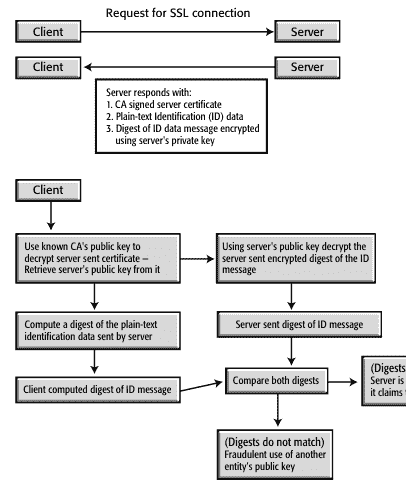 Request for SSL connection
Client
Server
Client
Server
Server responds with:
1. CA signed server certificate
2. Plain-text Identification (ID) data
3. Digest of ID data message encrypted
using server's private key
Client
Use known CA's public key to
decrypt server sent certificate –
Retrieve server's public key from it
Using server's public key decrypt the
server sent encrypted digest of the ID
message
Compute a digest of the plain-text
identification data sent by server
Server sent digest of ID message
Client computed digest of ID message
Compare both digests
(Digests
Server is
it claims
(Digests do not match)
Fraudulent use of another
entity's public key